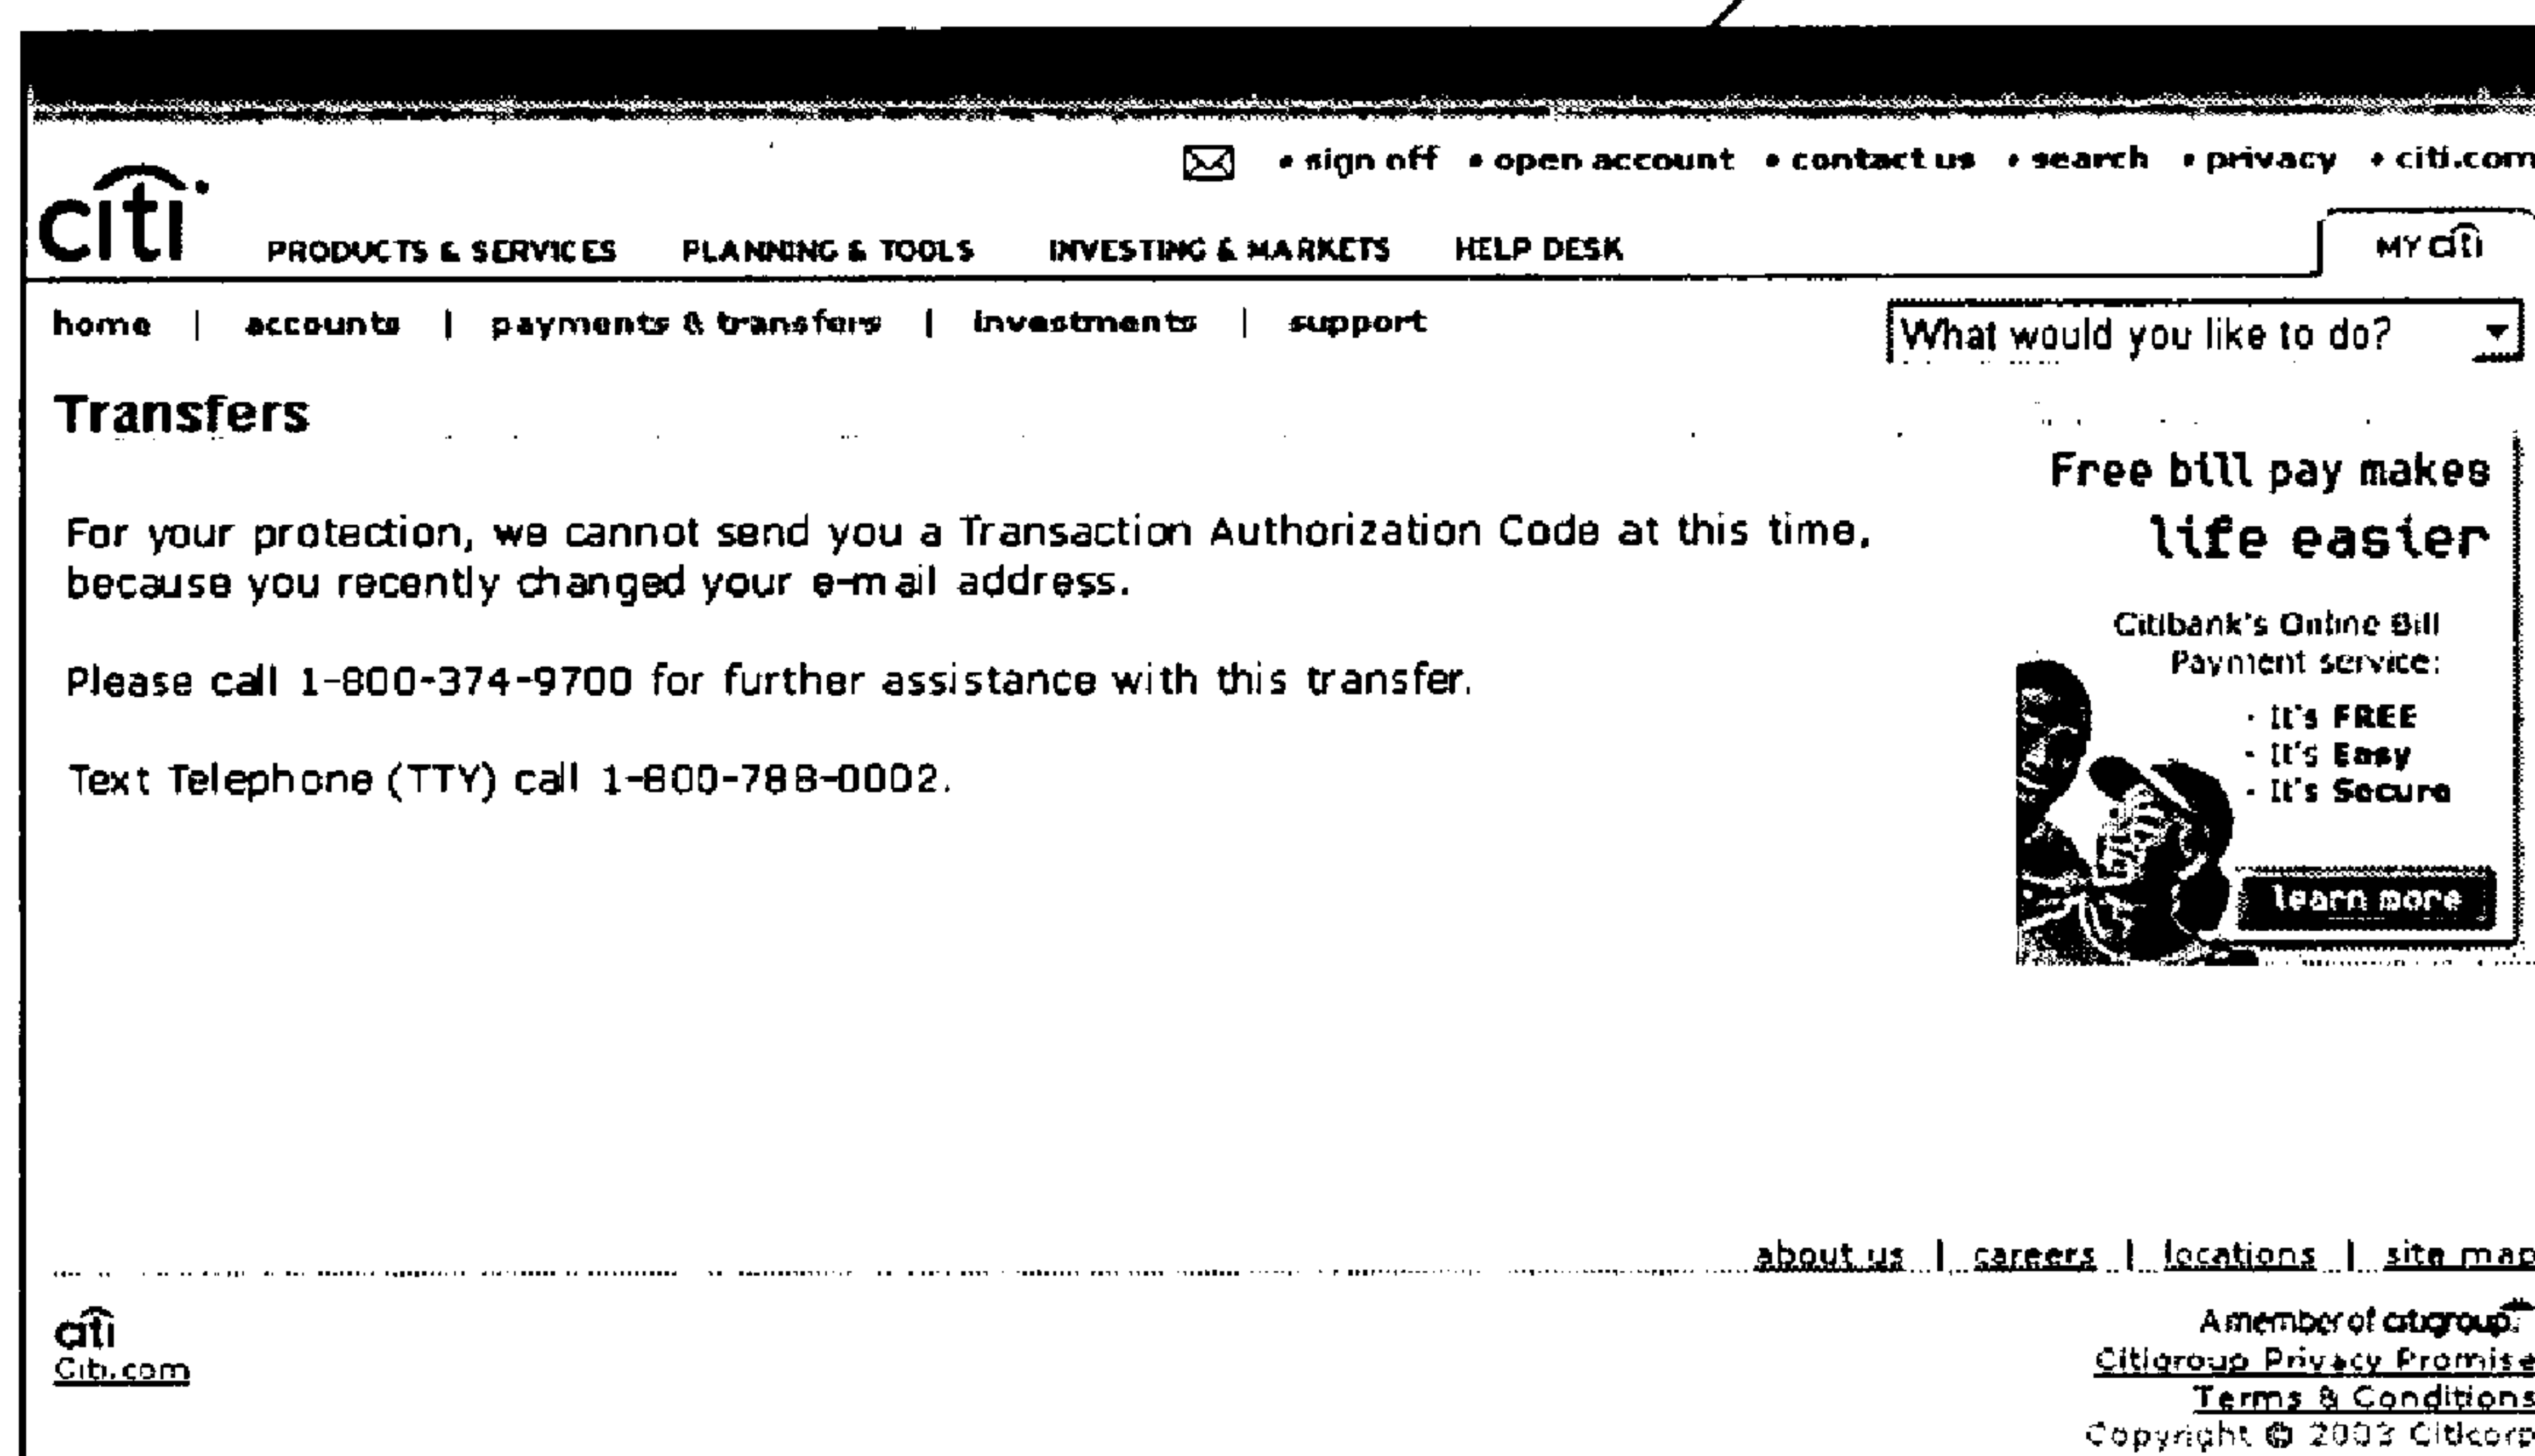 • sign off • open account • contact us • search • privacy • citi.com
citi
PRODUCTS & SERVICES PLANNING & TOOLS INVESTING & MARKETS HELP DESK MY citi
home | accounts | payments & transfers | investments | support
What would you like to do?
Transfers
For your protection, we cannot send you a Transaction Authorization Code at this time,
because you recently changed your e-mail address.
Please call 1-800-374-9700 for further assistance with this transfer.
Text Telephone (TTY) call 1-800-788-0002.
Free bill pay makes
life easier
Citibank's Online Bill
Payment service:
· It's FREE
· It's Easy
· It's Secure
learn more
about us | careers | locations | site map
citi
Citi.com
A member of citigroup
Citigroup Privacy Promise
Terms & Conditions
Copyright © 2003 Citicorp